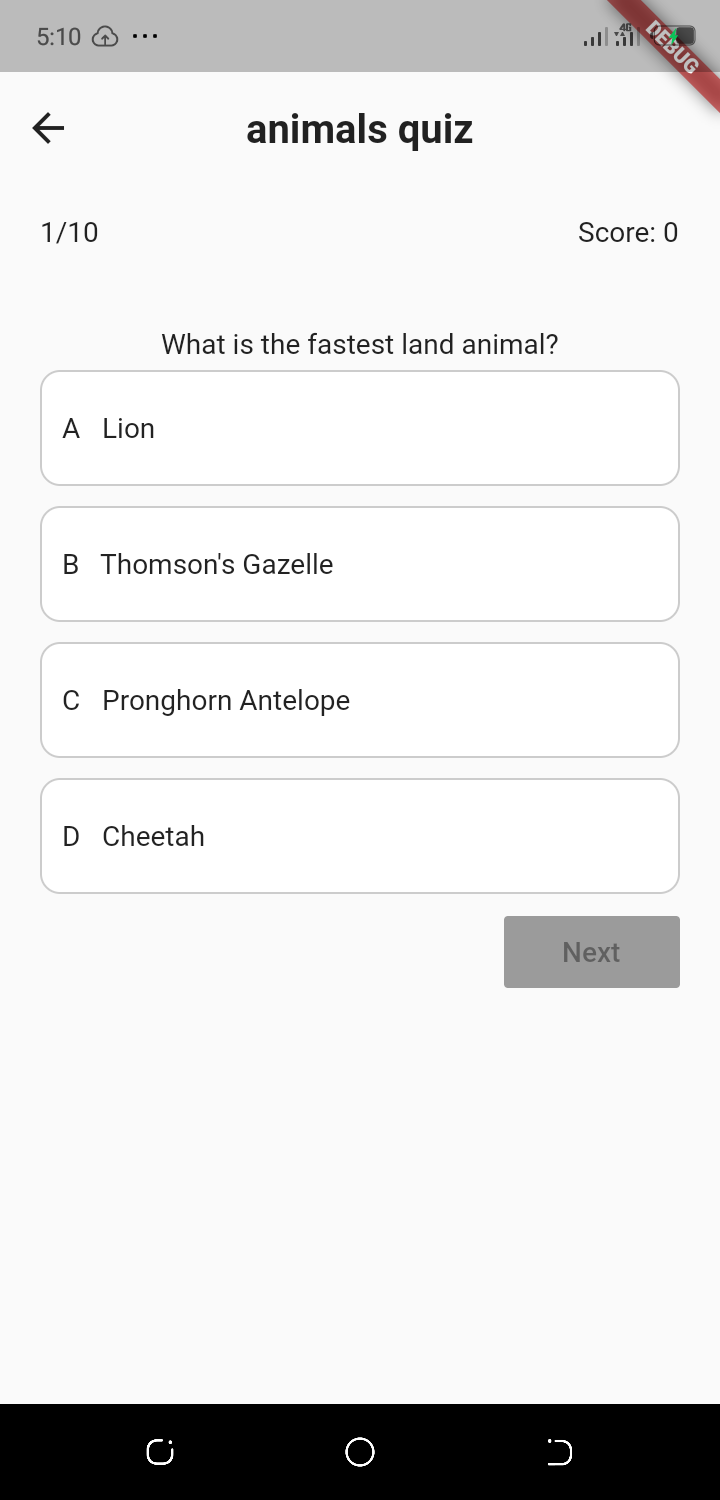 5:10
4G
DEBUG
animals quiz
1/10
Score: 0
What is the fastest land animal?
A Lion
B Thomson's Gazelle
C Pronghorn Antelope
D Cheetah
Next